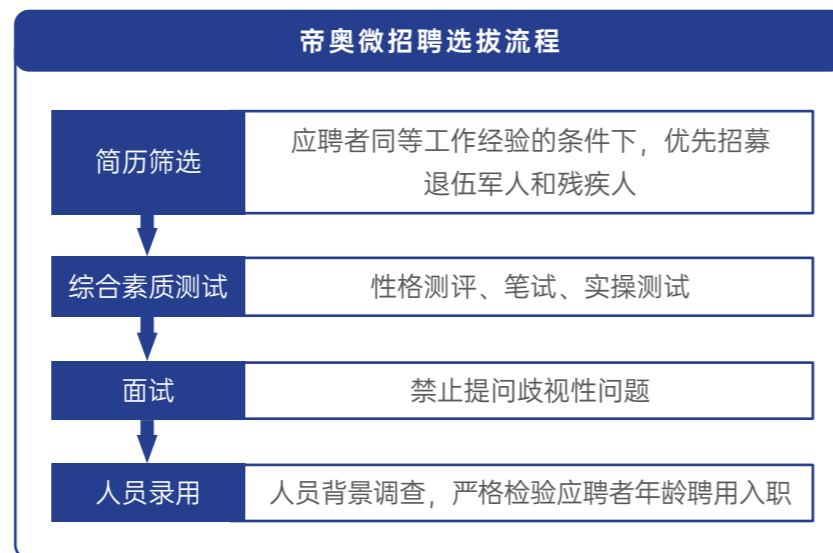 帝奥微招聘选拔流程
简历筛选
应聘者同等工作经验的条件下，优先招募
退伍军人和残疾人
综合素质测试
性格测评、笔试、实操测试
面试
禁止提问歧视性问题
人员录用
人员背景调查，严格检验应聘者年龄聘用入职